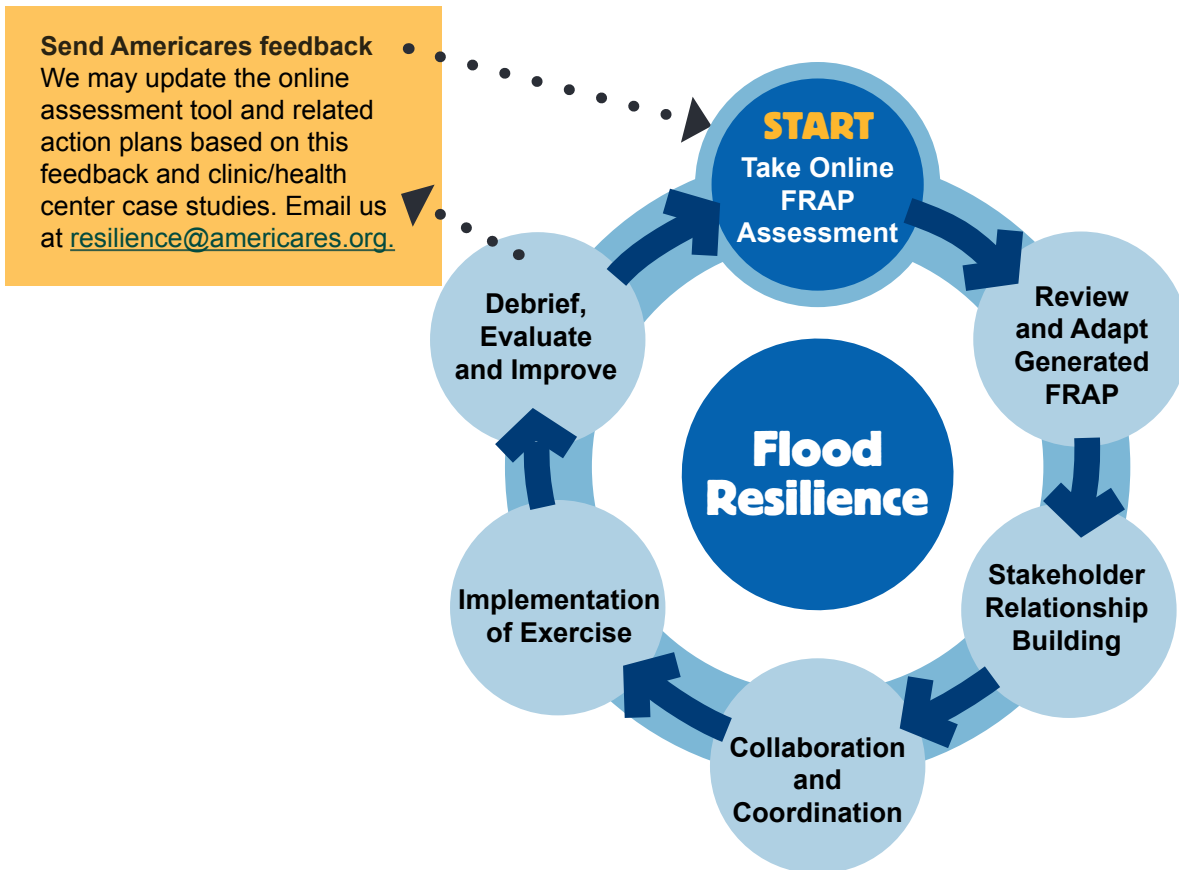 Send Americares feedback
We may update the online
assessment tool and related
action plans based on this
feedback and clinic/health
center case studies. Email us
at resilience@americares.org.
START
Take Online
FRAP
Assessment
Review
and Adapt
Generated
FRAP
Stakeholder
Relationship
Building
Collaboration
and
Coordination
Implementation
of Exercise
Debrief,
Evaluate
and Improve
Flood
Resilience